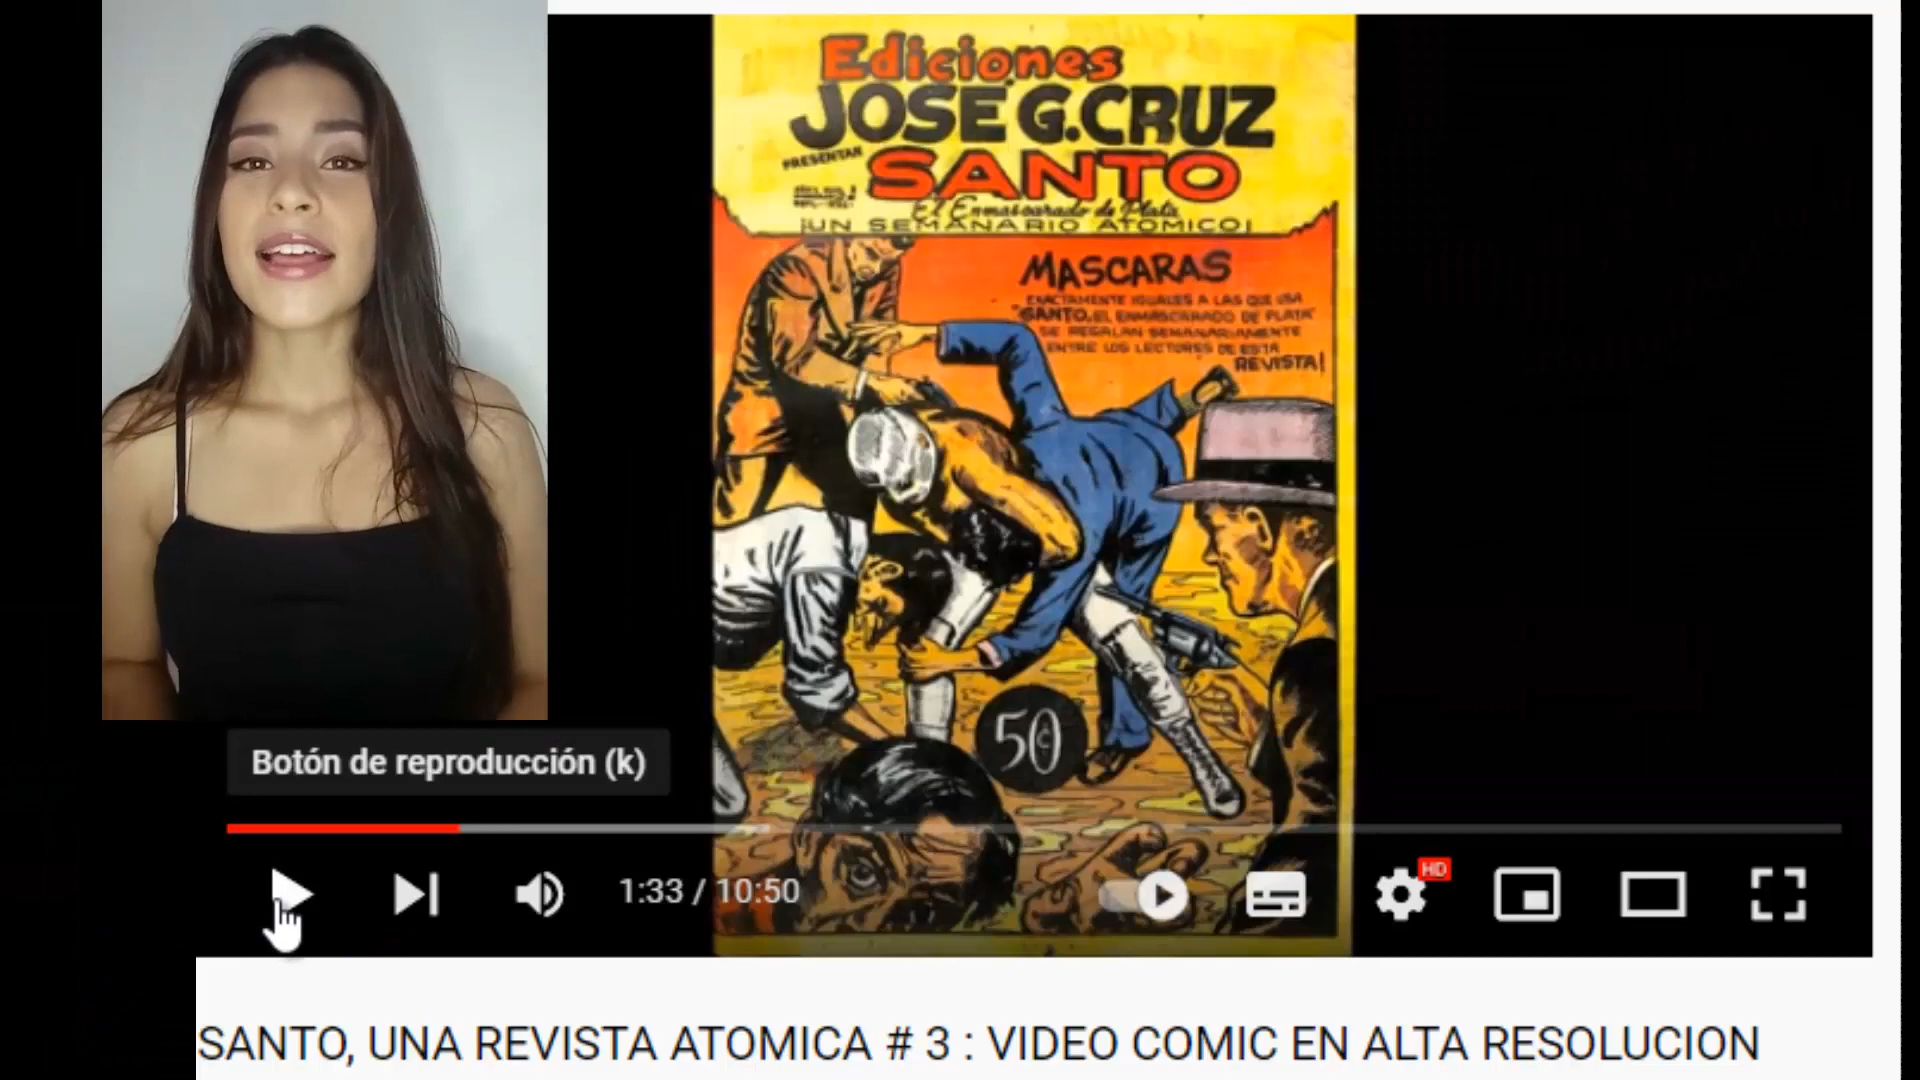 Ediciones
JOSE G. CRUZ
PRESENTAN
SANTO
El Enmascarado de Plata
¡UN SEMANARIO ATOMICO!
MASCARAS
EXACTAMENTE IGUALES A LAS QUE USA
"SANTO, EL ENMASCARADO DE PLATA"
SE REGALAN SEMANARIAMENTE
ENTRE LOS LECTORES DE ESTA
REVISTA!
50¢
Botón de reproducción (k)
1:33 / 10:50
HD
SANTO, UNA REVISTA ATOMICA # 3 : VIDEO COMIC EN ALTA RESOLUCION